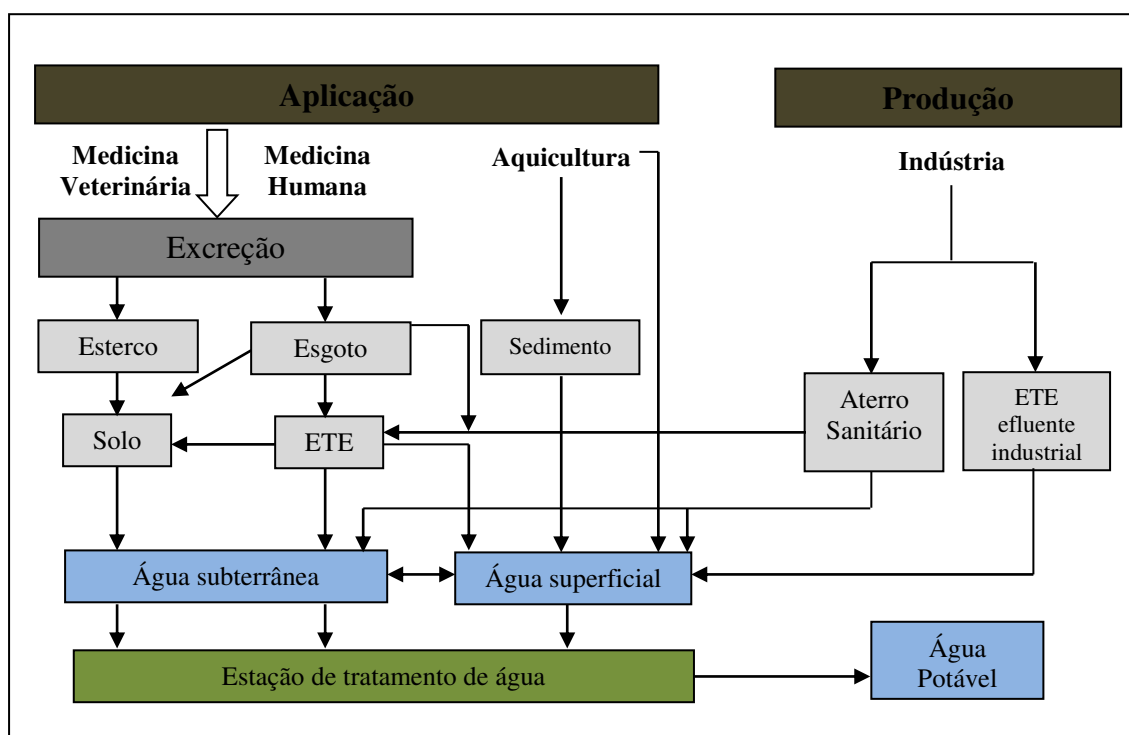 Aplicação
Produção
Medicina
Veterinária
Medicina
Humana
Aquicultura
Indústria
Excreção
Esterco
Esgoto
Sedimento
Aterro
Sanitário
ETE
efluente
industrial
Solo
ETE
Água subterrânea
Água superficial
Estação de tratamento de água
Água
Potável